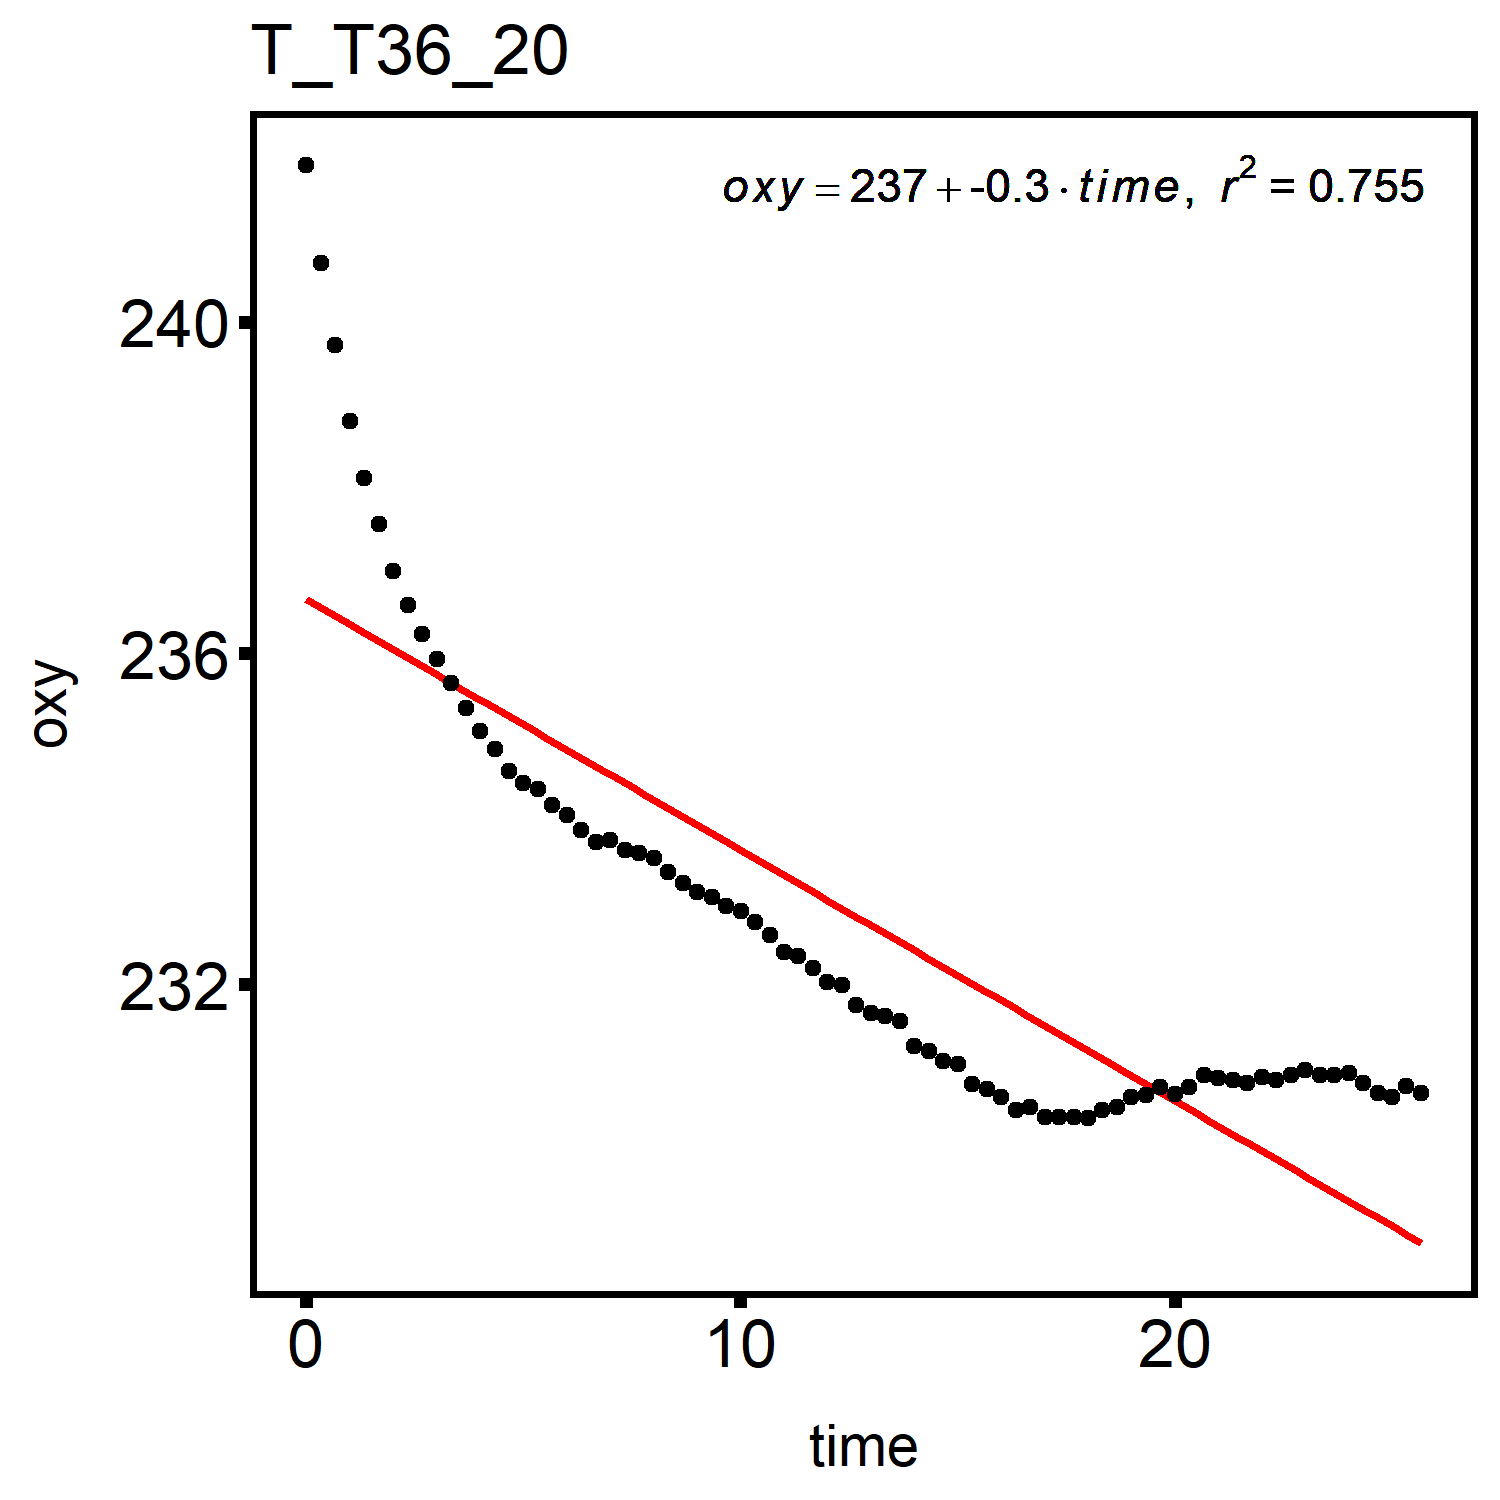 T_T36_20
oxy = 237 + -0.3 · time, r² = 0.755
240
236
232
oxy
0 10 20
time